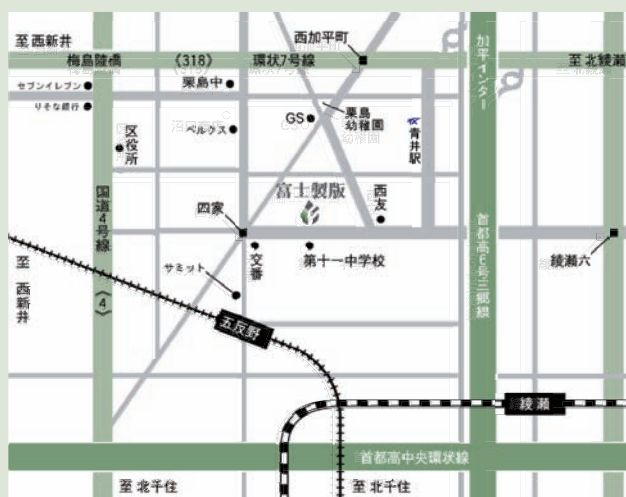 西加平町
至 西新井
梅島陸橋
〈318〉
環状7号線
至 北綾瀬
加平インター
セブンイレブン
栗島中
りそな銀行
区役所
ベルクス
GS
栗島
幼稚園
青井駅
国道4号線〈4〉
四家
富士製版
西友
首都高6号三郷線
至 西新井
サミット
交番
第十一中学校
綾瀬六
五反野
綾瀬
首都高中央環状線
至 北千住
至 北千住